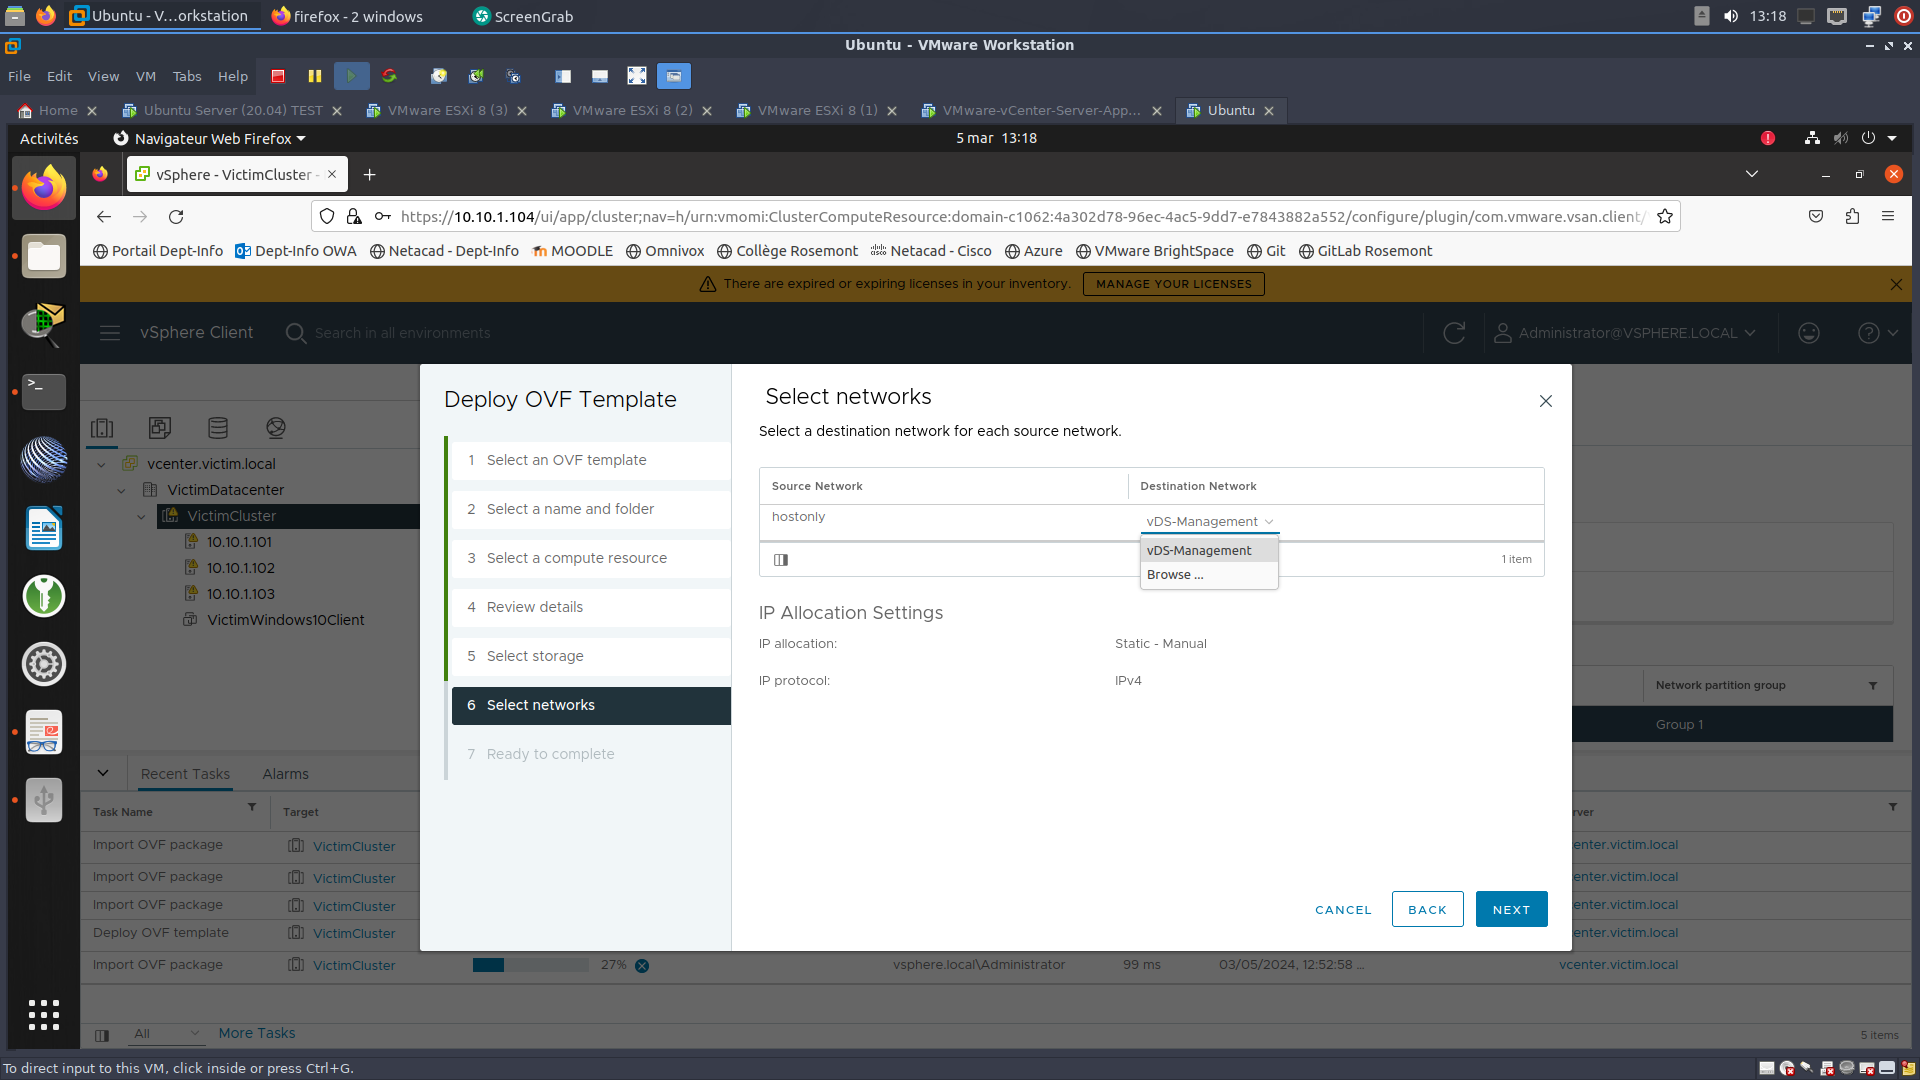 Ubuntu - V...orkstation
firefox - 2 windows
ScreenGrab
13:18
Ubuntu - VMware Workstation
File Edit View VM Tabs Help
Home
Ubuntu Server (20.04) TEST
VMware ESXi 8 (3)
VMware ESXi 8 (2)
VMware ESXi 8 (1)
VMware-vCenter-Server-App...
Ubuntu
Activités
Navigateur Web Firefox
5 mar 13:18
vSphere - VictimCluster -
https://10.10.1.104/ui/app/cluster;nav=h/urn:vmomi:ClusterComputeResource:domain-c1062:4a302d78-96ec-4ac5-9dd7-e7843882a552/configure/plugin/com.vmware.vsan.client/
Portail Dept-Info
Dept-Info OWA
Netacad - Dept-Info
MOODLE
Omnivox
Collège Rosemont
Netacad - Cisco
Azure
VMware BrightSpace
Git
GitLab Rosemont
There are expired or expiring licenses in your inventory.
MANAGE YOUR LICENSES
vSphere Client
Search in all environments
Administrator@VSPHERE.LOCAL
vcenter.victim.local
VictimDatacenter
VictimCluster
10.10.1.101
10.10.1.102
10.10.1.103
VictimWindows10Client
Deploy OVF Template
1 Select an OVF template
2 Select a name and folder
3 Select a compute resource
4 Review details
5 Select storage
6 Select networks
7 Ready to complete
Select networks
Select a destination network for each source network.
Source Network
Destination Network
hostonly
vDS-Management
vDS-Management
Browse ...
1 item
IP Allocation Settings
IP allocation:
Static - Manual
IP protocol:
IPv4
CANCEL
BACK
NEXT
Network partition group
Group 1
Recent Tasks
Alarms
Task Name
Target
rver
Import OVF package
VictimCluster
enter.victim.local
Import OVF package
VictimCluster
enter.victim.local
Import OVF package
VictimCluster
enter.victim.local
Deploy OVF template
VictimCluster
enter.victim.local
Import OVF package
VictimCluster
27%
vsphere.local\Administrator
99 ms
03/05/2024, 12:52:58 ...
vcenter.victim.local
All
More Tasks
5 items
To direct input to this VM, click inside or press Ctrl+G.